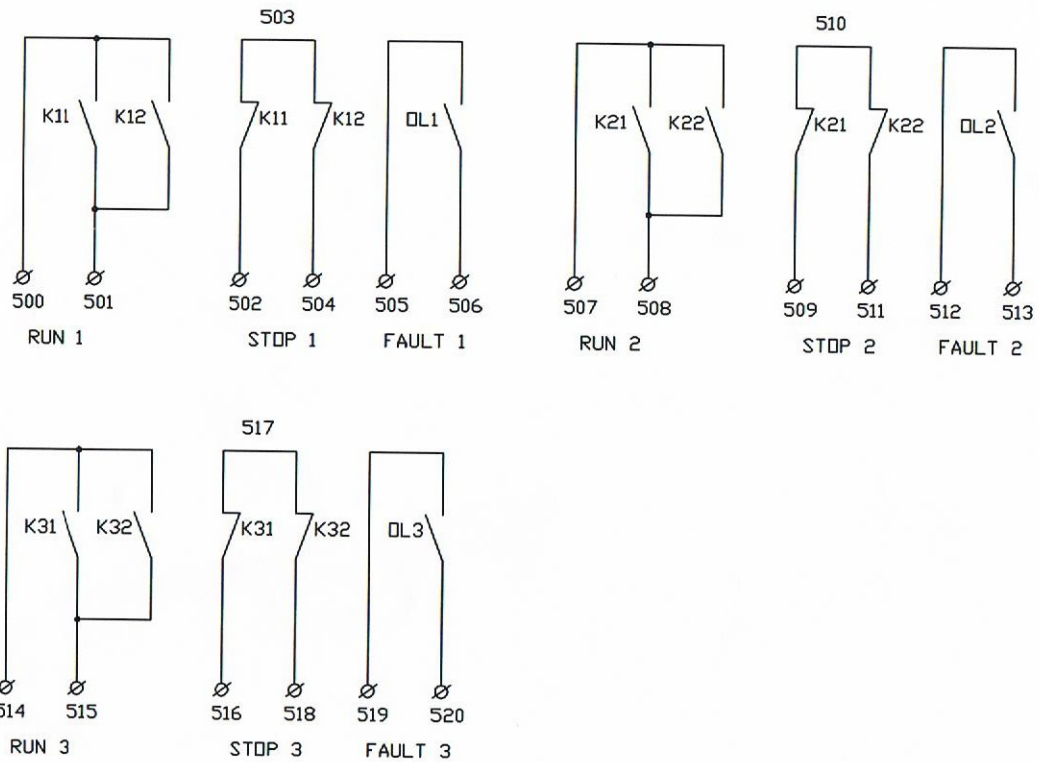 503
510
K11 K12 K11 K12 OL1
K21 K22 K21 K22 OL2
500 501 502 504 505 506
507 508 509 511 512 513
RUN 1 STOP 1 FAULT 1
RUN 2 STOP 2 FAULT 2
517
K31 K32 K31 K32 OL3
514 515 516 518 519 520
RUN 3 STOP 3 FAULT 3